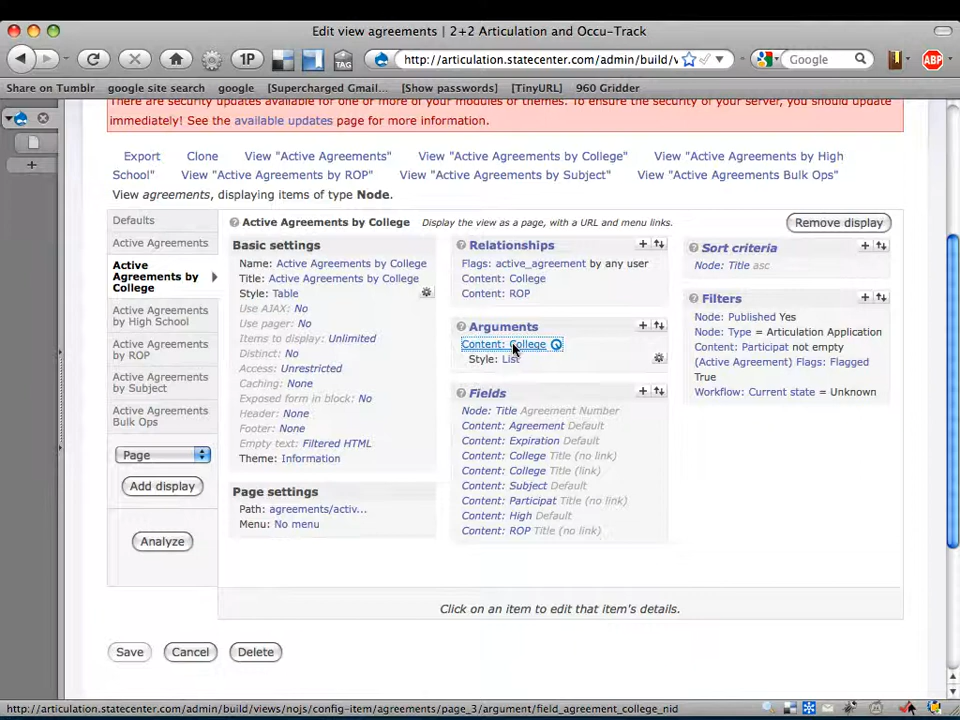 Edit view agreements | 2+2 Articulation and Occu-Track
1P
TAG
http://articulation.statecenter.com/admin/build/v
Google
ABP
Share on Tumblr google site search google [Supercharged Gmail... [Show passwords] [TinyURL] 960 Gridder
There are security updates available for one or more of your modules or themes. To ensure the security of your server, you should update
immediately! See the available updates page for more information.
Export Clone View "Active Agreements" View "Active Agreements by College" View "Active Agreements by High
School" View "Active Agreements by ROP" View "Active Agreements by Subject" View "Active Agreements Bulk Ops"
View agreements, displaying items of type Node.
Defaults
Active Agreements
Active
Agreements by
College
Active Agreements
by High School
Active Agreements
by ROP
Active Agreements
by Subject
Active Agreements
Bulk Ops
Page
Add display
Analyze
Active Agreements by College Display the view as a page, with a URL and menu links.
Remove display
Basic settings
Name: Active Agreements by College
Title: Active Agreements by College
Style: Table
Use AJAX: No
Use pager: No
Items to display: Unlimited
Distinct: No
Access: Unrestricted
Caching: None
Exposed form in block: No
Header: None
Footer: None
Empty text: Filtered HTML
Theme: Information
Page settings
Path: agreements/activ...
Menu: No menu
Relationships
Flags: active_agreement by any user
Content: College
Content: ROP
Arguments
Content: College
Style: List
Fields
Node: Title Agreement Number
Content: Agreement Default
Content: Expiration Default
Content: College Title (no link)
Content: College Title (link)
Content: Subject Default
Content: Participat Title (no link)
Content: High Default
Content: ROP Title (no link)
Sort criteria
Node: Title asc
Filters
Node: Published Yes
Node: Type = Articulation Application
Content: Participat not empty
(Active Agreement) Flags: Flagged
True
Workflow: Current state = Unknown
Click on an item to edit that item's details.
Save Cancel Delete
http://articulation.statecenter.com/admin/build/views/nojs/config-item/agreements/page_3/argument/field_agreement_college_nid